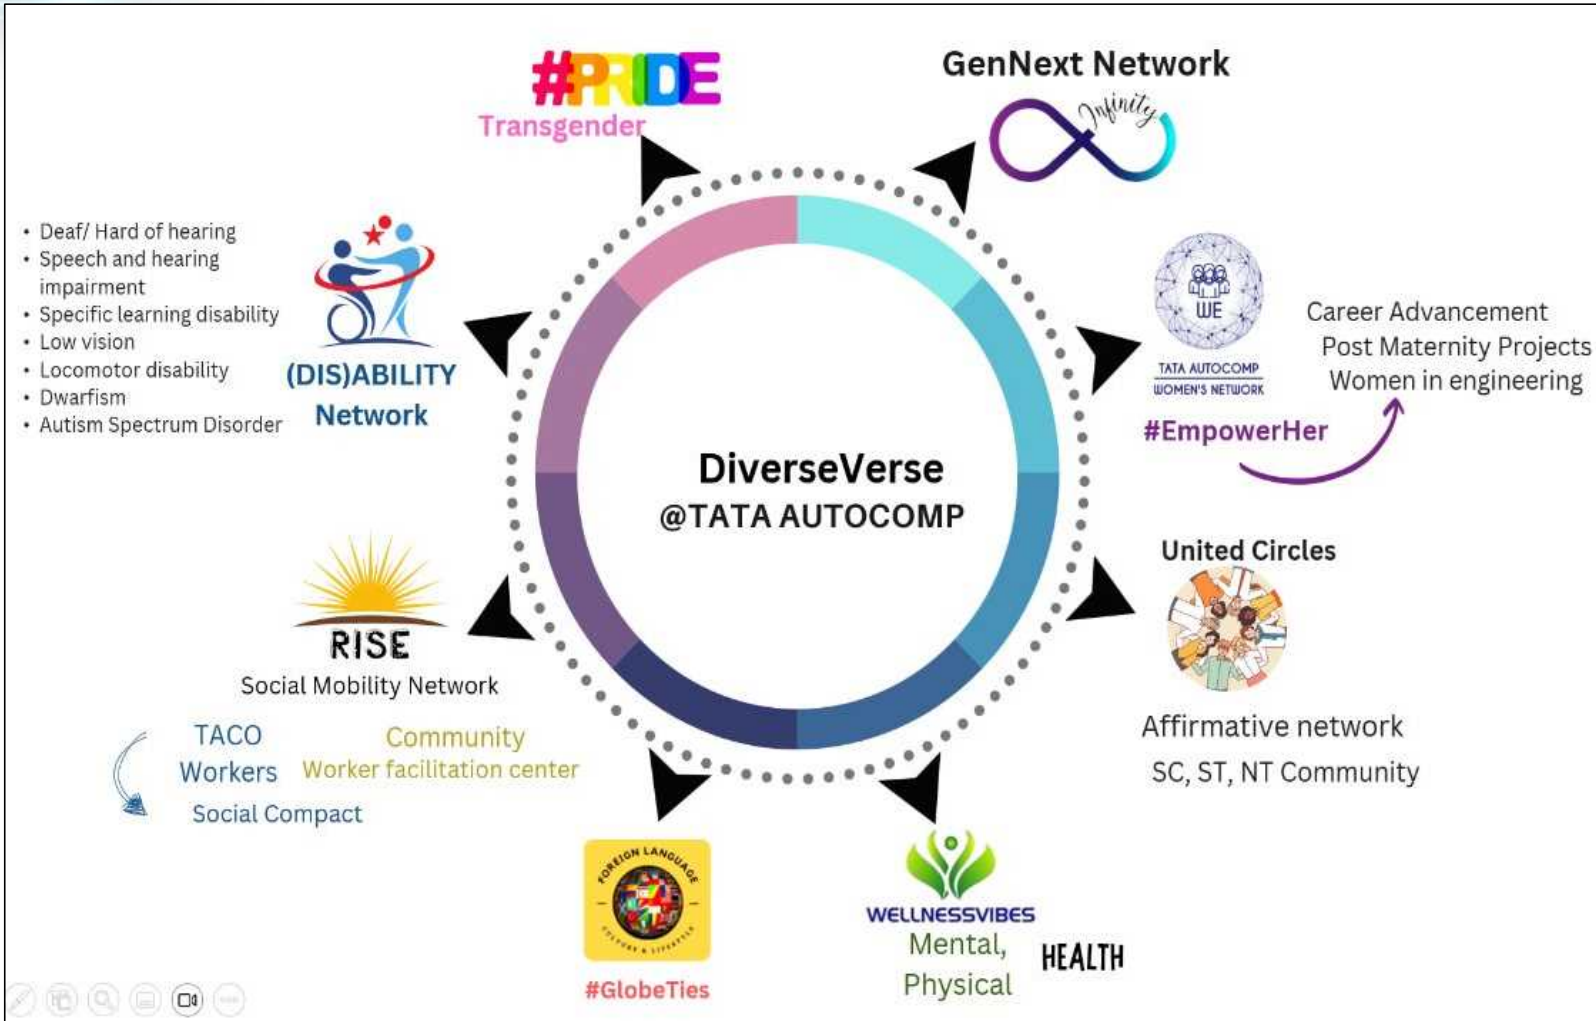 #PRIDE
Transgender
GenNext Network
Infinity
• Deaf/ Hard of hearing
• Speech and hearing
impairment
• Specific learning disability
• Low vision
• Locomotor disability
• Dwarfism
• Autism Spectrum Disorder
(DIS)ABILITY
Network
WE
TATA AUTOCOMP
WOMEN'S NETWORK
#EmpowerHer
Career Advancement
Post Maternity Projects
Women in engineering
DiverseVerse
@TATA AUTOCOMP
United Circles
Affirmative network
SC, ST, NT Community
RISE
Social Mobility Network
TACO
Workers
Social Compact
Community
Worker facilitation center
FOREIGN LANGUAGE
CULTURE & LIFESTYLE
#GlobeTies
WELLNESSVIBES
Mental,
Physical
HEALTH